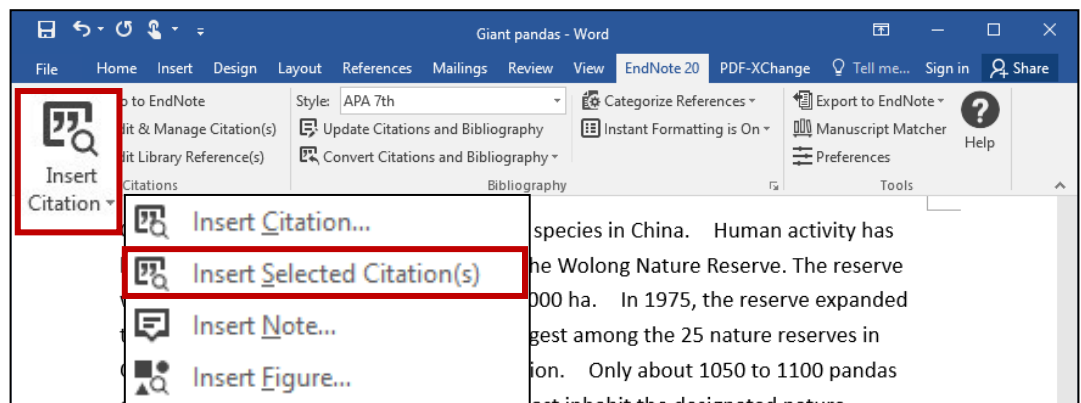 Giant pandas - Word
File Home Insert Design Layout References Mailings Review View EndNote 20 PDF-XChange Tell me... Sign in Share
Insert Citation
to EndNote
dit & Manage Citation(s)
dit Library Reference(s)
Citations
Style: APA 7th
Update Citations and Bibliography
Convert Citations and Bibliography
Bibliography
Categorize References
Instant Formatting is On
Export to EndNote
Manuscript Matcher
Preferences
Help
Tools
Insert Citation...
Insert Selected Citation(s)
Insert Note...
Insert Figure...
species in China. Human activity has
he Wolong Nature Reserve. The reserve
000 ha. In 1975, the reserve expanded
gest among the 25 nature reserves in
ion. Only about 1050 to 1100 pandas